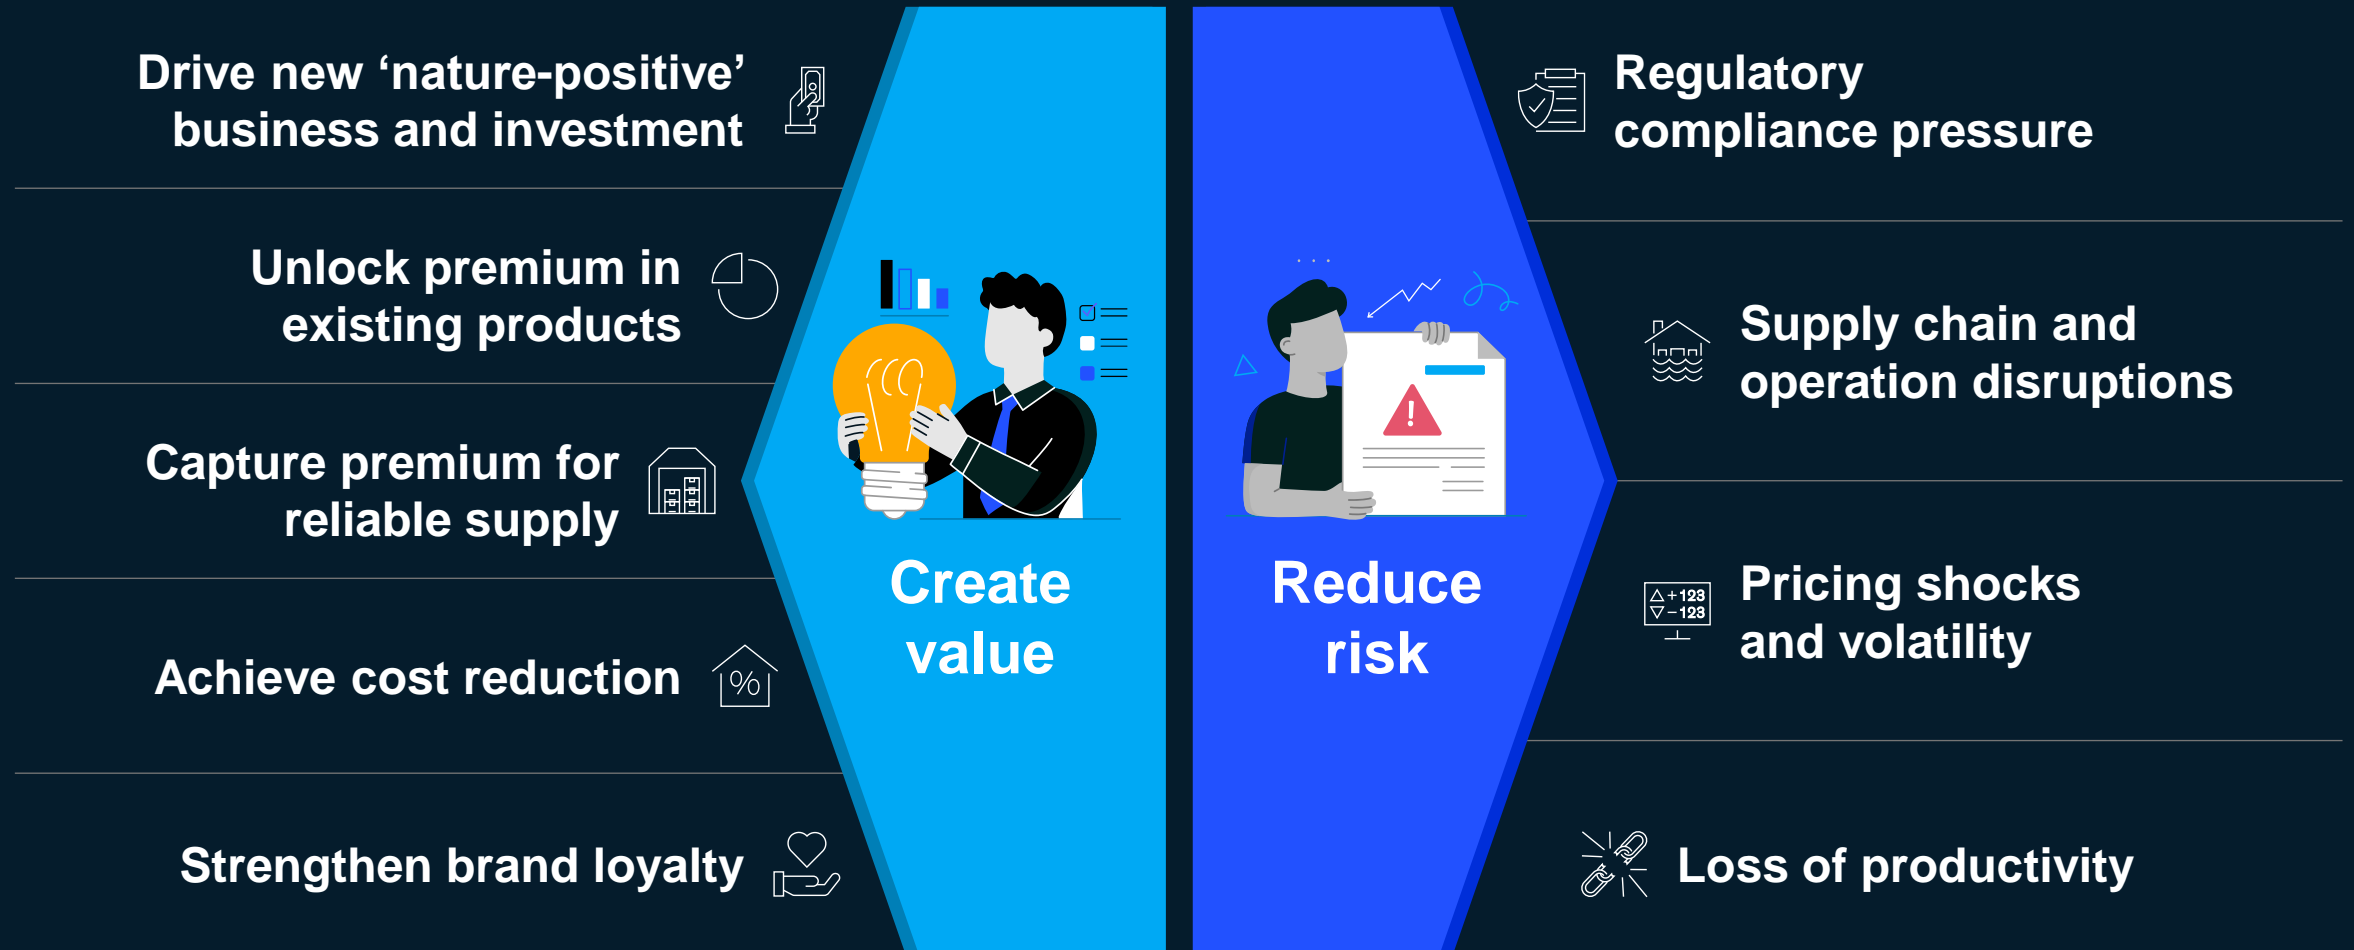 Drive new ‘nature-positive’
business and investment
Unlock premium in
existing products
Capture premium for
reliable supply
Achieve cost reduction
%
Strengthen brand loyalty
Create
value
Reduce
risk
!
Regulatory
compliance pressure
Supply chain and
operation disruptions
+123
−123
Pricing shocks
and volatility
Loss of productivity